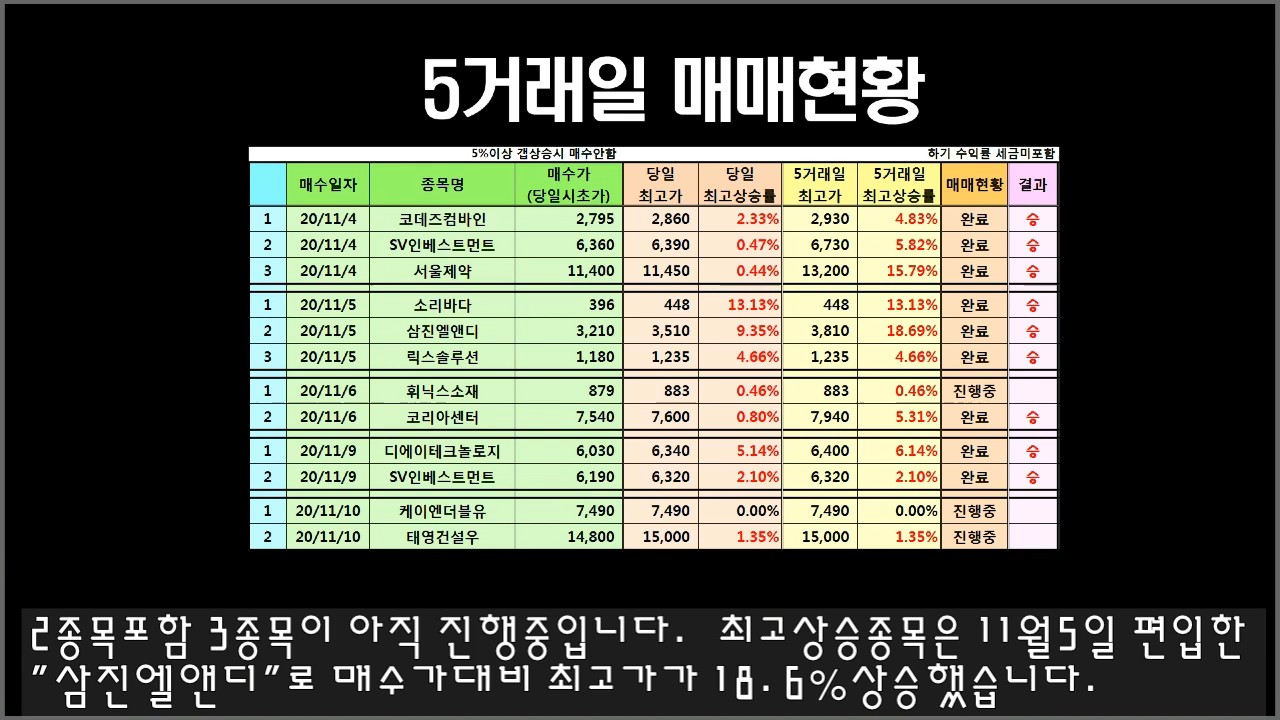 5거래일 매매현황
5%이상 갭상승시 매수안함 하기 수익률 세금미포함
매수일자 종목명 매수가 (당일시초가) 당일 최고가 당일 최고상승률 5거래일 최고가 5거래일 최고상승률 매매현황 결과
1 20/11/4 코데즈컴바인 2,795 2,860 2.33% 2,930 4.83% 완료 승
2 20/11/4 SV인베스트먼트 6,360 6,390 0.47% 6,730 5.82% 완료 승
3 20/11/4 서울제약 11,400 11,450 0.44% 13,200 15.79% 완료 승
1 20/11/5 소리바다 396 448 13.13% 448 13.13% 완료 승
2 20/11/5 삼진엘앤디 3,210 3,510 9.35% 3,810 18.69% 완료 승
3 20/11/5 릭스솔루션 1,180 1,235 4.66% 1,235 4.66% 완료 승
1 20/11/6 휘닉스소재 879 883 0.46% 883 0.46% 진행중
2 20/11/6 코리아센터 7,540 7,600 0.80% 7,940 5.31% 완료 승
1 20/11/9 디에이테크놀로지 6,030 6,340 5.14% 6,400 6.14% 완료 승
2 20/11/9 SV인베스트먼트 6,190 6,320 2.10% 6,320 2.10% 완료 승
1 20/11/10 케이엔더블유 7,490 7,490 0.00% 7,490 0.00% 진행중
2 20/11/10 태영건설우 14,800 15,000 1.35% 15,000 1.35% 진행중
2종목포함 3종목이 아직 진행중입니다. 최고상승종목은 11월5일 편입한
"삼진엘앤디"로 매수가대비 최고가가 18.6%상승했습니다.